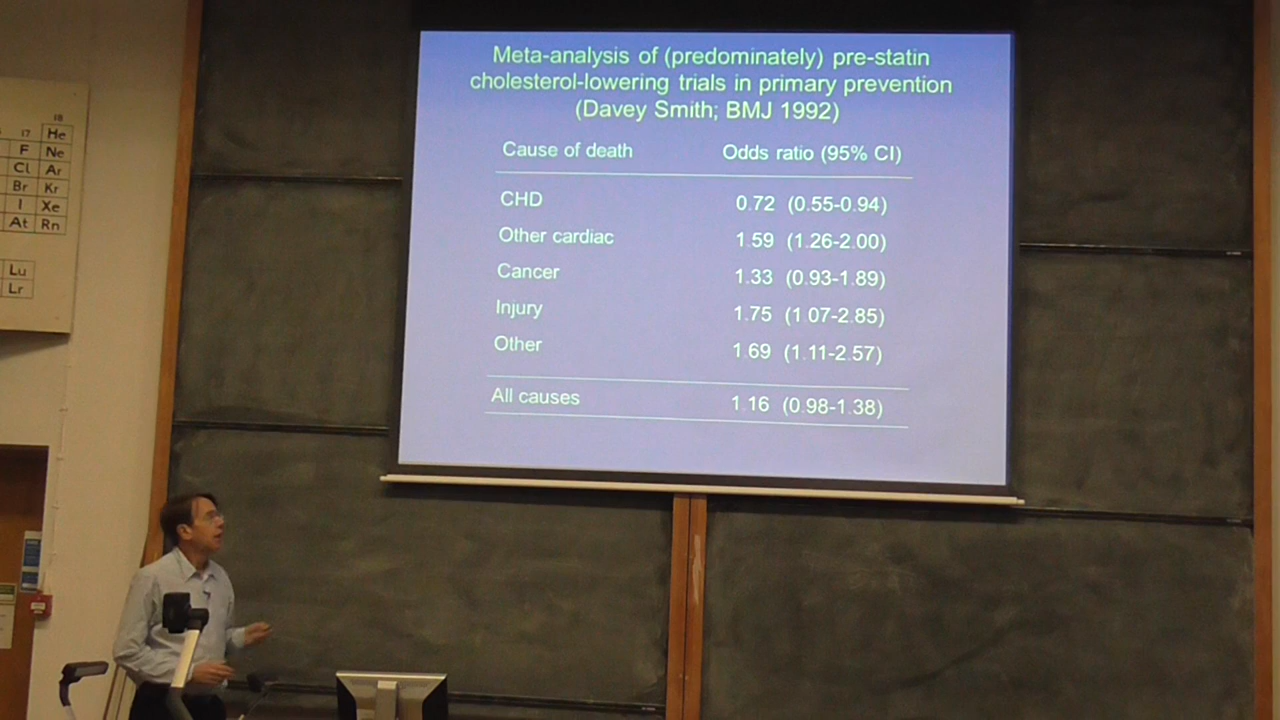 Meta-analysis of (predominately) pre-statin
cholesterol-lowering trials in primary prevention
(Davey Smith; BMJ 1992)
Cause of death Odds ratio (95% CI)
CHD 0.72 (0.55-0.94)
Other cardiac 1.59 (1.26-2.00)
Cancer 1.33 (0.93-1.89)
Injury 1.75 (1.07-2.85)
Other 1.69 (1.11-2.57)
All causes 1.16 (0.98-1.38)
18
17 He
F Ne
Cl Ar
Br Kr
I Xe
At Rn
Lu
Lr